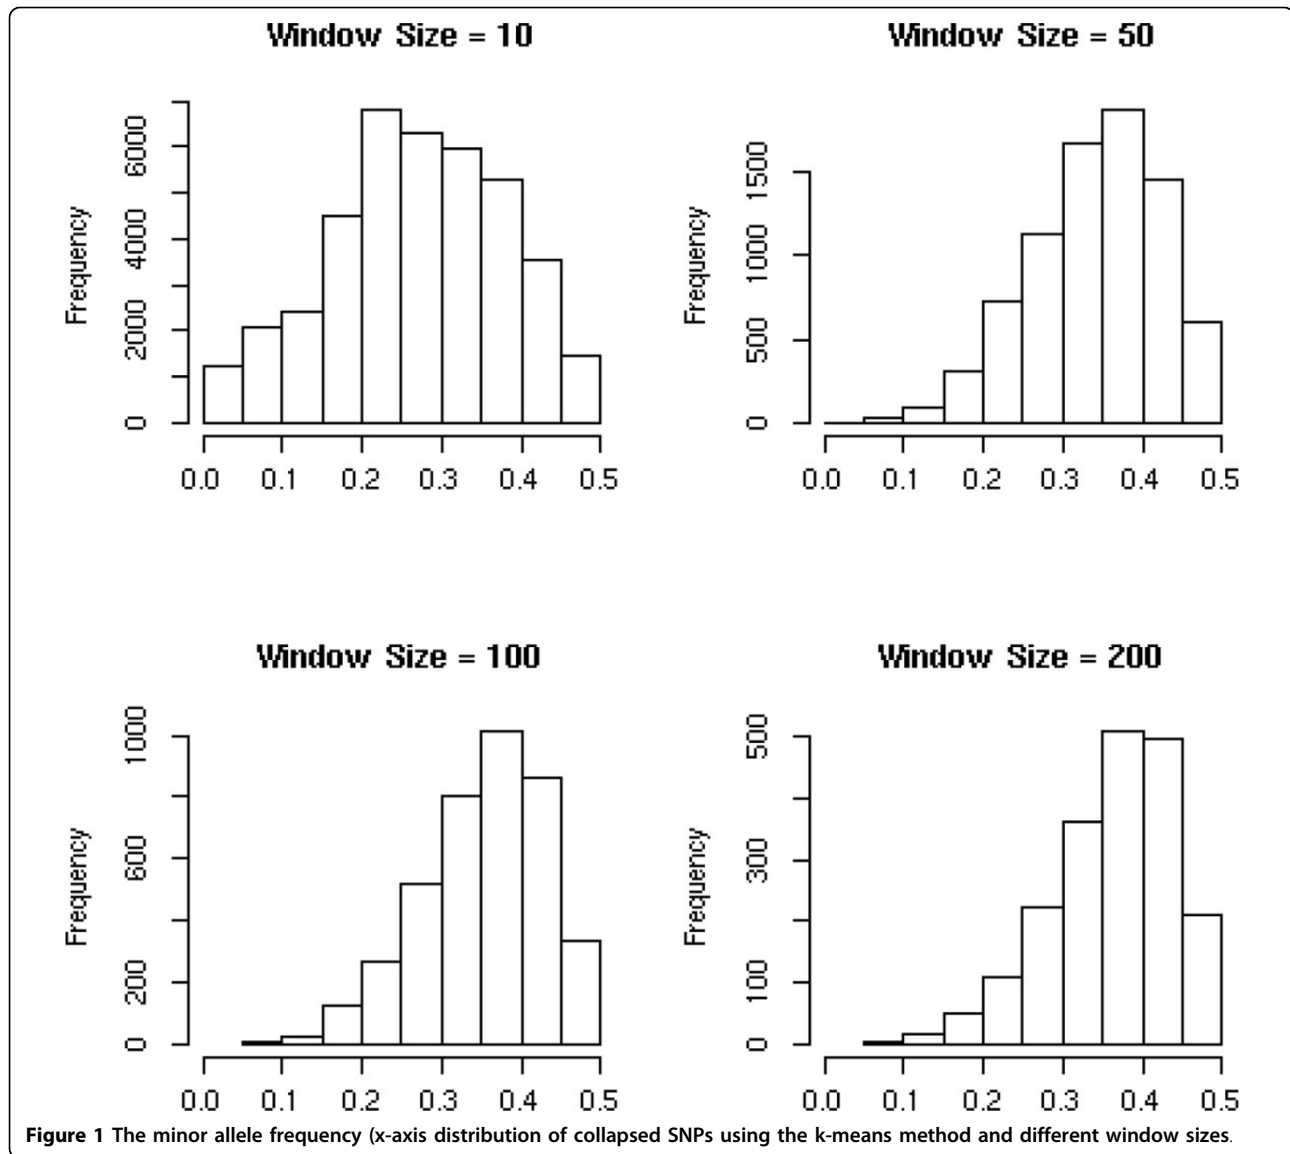 Window Size = 10
Frequency
0 2000 4000 6000
0.0 0.1 0.2 0.3 0.4 0.5
Window Size = 50
Frequency
0 500 1000 1500
0.0 0.1 0.2 0.3 0.4 0.5
Window Size = 100
Frequency
0 200 600 1000
0.0 0.1 0.2 0.3 0.4 0.5
Window Size = 200
Frequency
0 100 300 500
0.0 0.1 0.2 0.3 0.4 0.5
Figure 1 The minor allele frequency (x-axis distribution of collapsed SNPs using the k-means method and different window sizes.